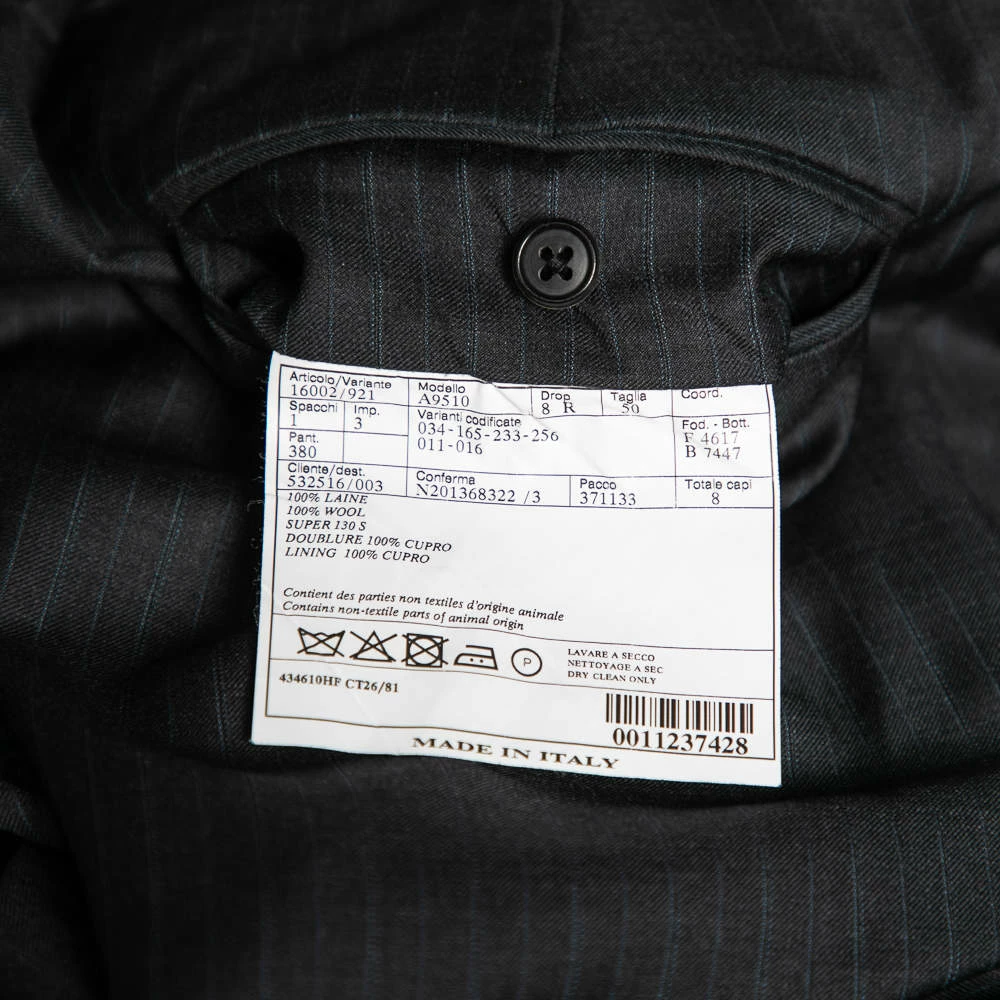 Articolo/Variante Modello Drop Taglia Coord.
16002/921 A9510 8 R 50
Spacchi Imp. Varianti codificate Fod. - Bott.
1 3 034-165-233-256 F 4617
Pant. 011-016 B 7447
380
Cliente/dest. Conferma Pacco Totale capi
532516/003 N201368322 /3 371133 8
100% LAINE
100% WOOL
SUPER 130 S
DOUBLURE 100% CUPRO
LINING 100% CUPRO
Contient des parties non textiles d'origine animale
Contains non-textile parts of animal origin
P
LAVARE A SECCO
NETTOYAGE A SEC
DRY CLEAN ONLY
434610HF CT26/81
0011237428
MADE IN ITALY